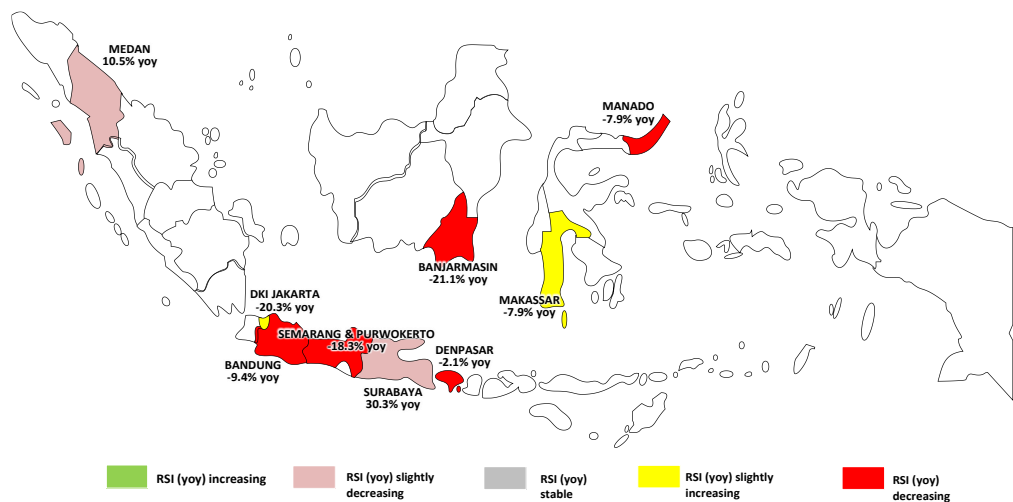 MEDAN
10.5% yoy
MANADO
-7.9% yoy
BANJARMASIN
-21.1% yoy
MAKASSAR
-7.9% yoy
DKI JAKARTA
-20.3% yoy
SEMARANG & PURWOKERTO
-18.3% yoy
DENPASAR
-2.1% yoy
BANDUNG
-9.4% yoy
SURABAYA
30.3% yoy
RSI (yoy) increasing
RSI (yoy) slightly
decreasing
RSI (yoy)
stable
RSI (yoy) slightly
increasing
RSI (yoy)
decreasing